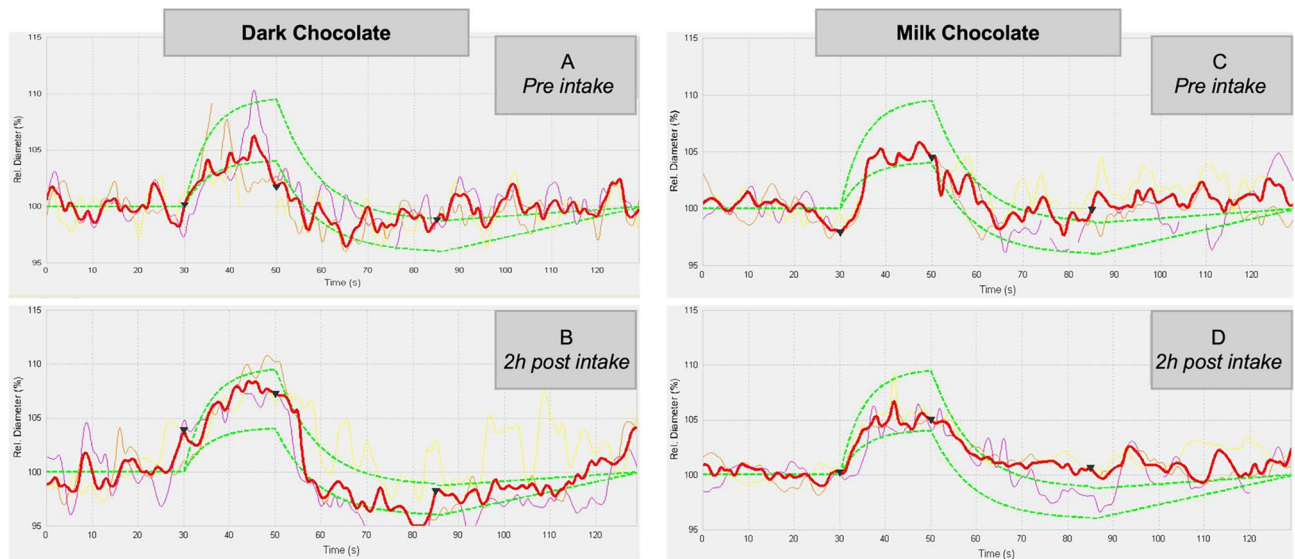 Dark Chocolate
Milk Chocolate
A
Pre intake
115
110
105
100
95
Rel. Diameter (%)
0 10 20 30 40 50 60 70 80 90 100 110 120
Time (s)
C
Pre intake
115
110
105
100
95
Rel. Diameter (%)
0 10 20 30 40 50 60 70 80 90 100 110 120
Time (s)
B
2h post intake
115
110
105
100
95
Rel. Diameter (%)
0 10 20 30 40 50 60 70 80 90 100 110 120
Time (s)
D
2h post intake
115
110
105
100
95
Rel. Diameter (%)
0 10 20 30 40 50 60 70 80 90 100 110 120
Time (s)